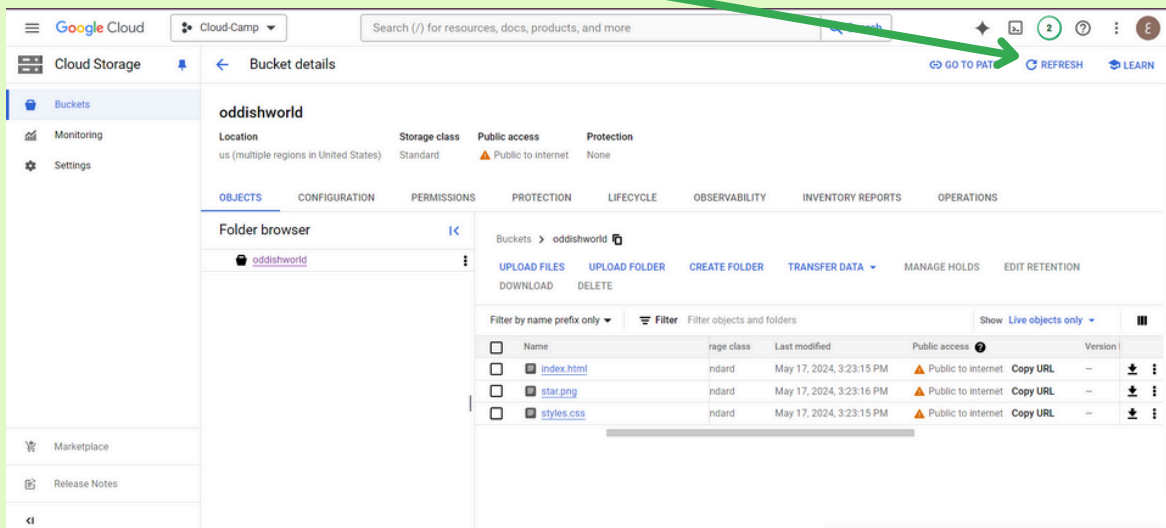 Google Cloud
Cloud-Camp
Search (/) for resources, docs, products, and more
2
ε
Cloud Storage
Bucket details
GO TO PAT
REFRESH
LEARN
Buckets
Monitoring
Settings
Marketplace
Release Notes
oddishworld
Location Storage class Public access Protection
us (multiple regions in United States) Standard Public to internet None
OBJECTS CONFIGURATION PERMISSIONS PROTECTION LIFECYCLE OBSERVABILITY INVENTORY REPORTS OPERATIONS
Folder browser
oddishworld
Buckets > oddishworld
UPLOAD FILES UPLOAD FOLDER CREATE FOLDER TRANSFER DATA MANAGE HOLDS EDIT RETENTION
DOWNLOAD DELETE
Filter by name prefix only Filter Filter objects and folders Show Live objects only
Name rage class Last modified Public access Version
index.html ndard May 17, 2024, 3:23:15 PM Public to internet Copy URL –
star.png ndard May 17, 2024, 3:23:16 PM Public to internet Copy URL –
styles.css ndard May 17, 2024, 3:23:15 PM Public to internet Copy URL –